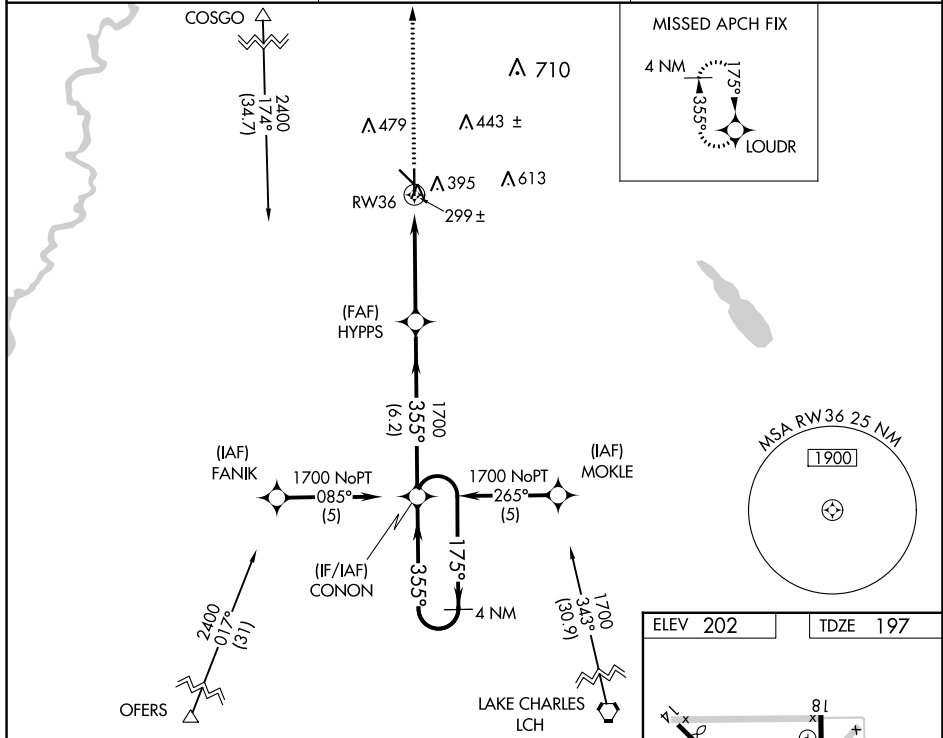 COSGO
2400
174°
(34.7)
710
479
443 ±
395
613
RW36
299 ±
MISSED APCH FIX
4 NM
175°
355°
LOUDR
(FAF)
HYPPS
1700
355°
(6.2)
(IAF)
FANIK
1700 NoPT
085°
(5)
(IAF)
MOKLE
1700 NoPT
265°
(5)
(IF/IAF)
CONON
355°
175°
4 NM
MSA RW36 25 NM
1900
2400
017°
(31)
OFERS
1700
343°
(30.9)
LAKE CHARLES
LCH
ELEV 202
TDZE 197
14
18